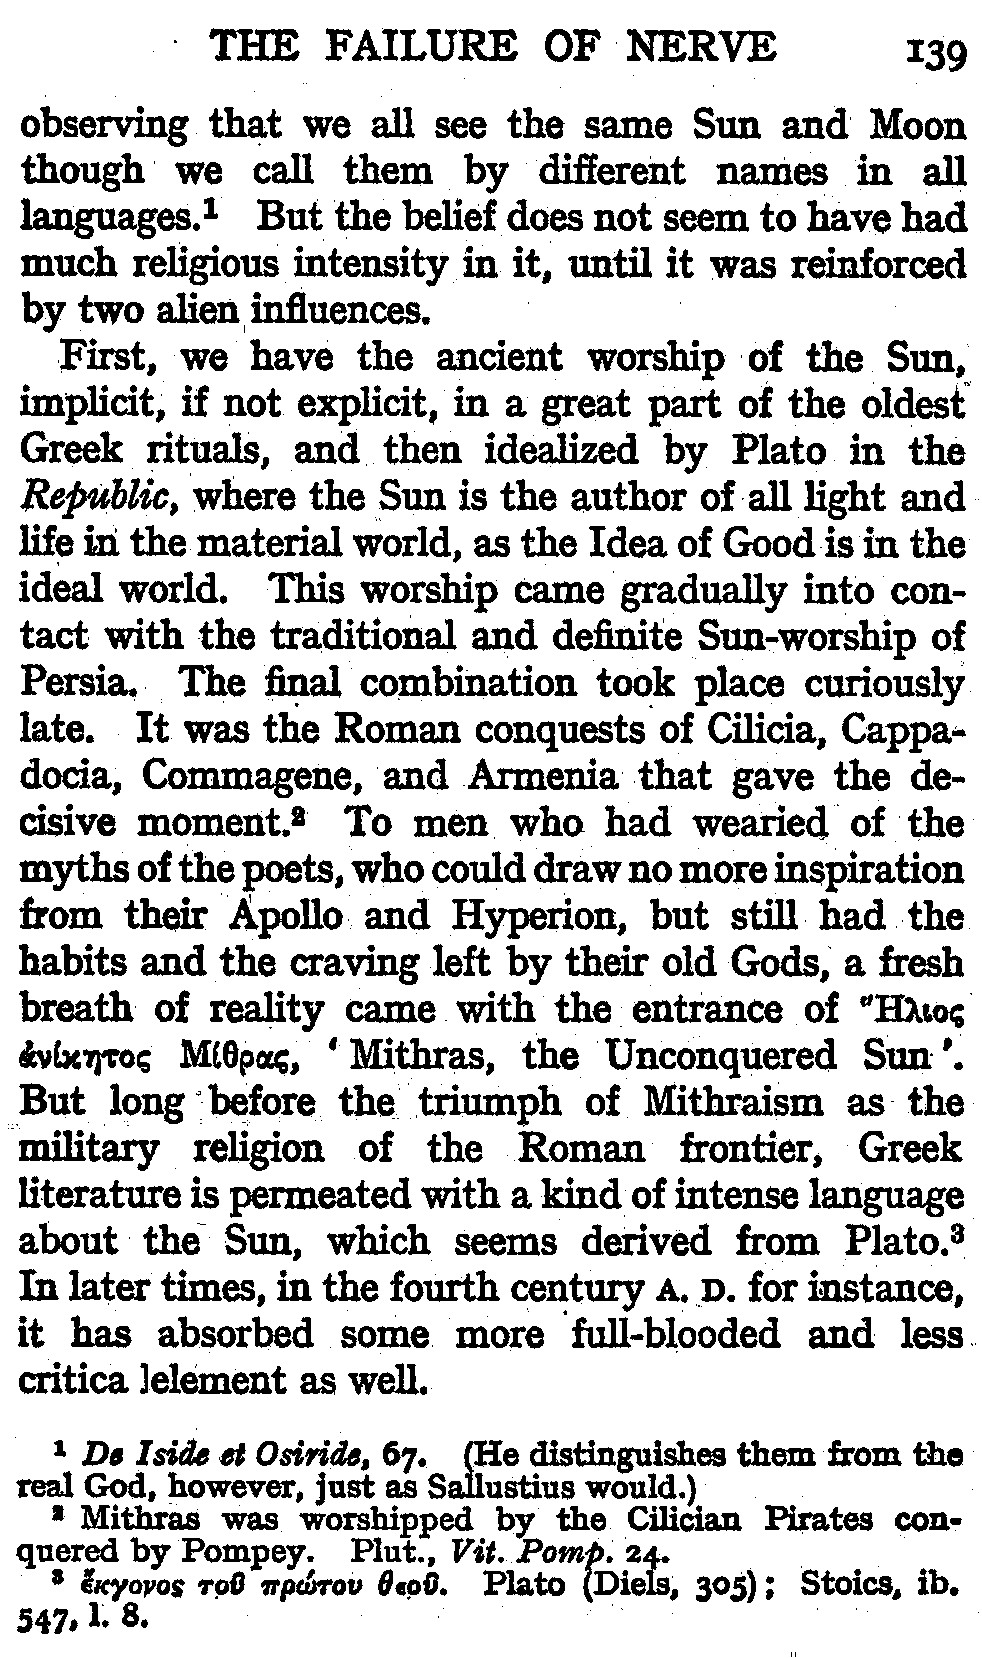 THE FAILURE OF NERVE 139
observing that we all see the same Sun and Moon
though we call them by different names in all
languages.¹ But the belief does not seem to have had
much religious intensity in it, until it was reinforced
by two alien influences.
First, we have the ancient worship of the Sun,
implicit, if not explicit, in a great part of the oldest
Greek rituals, and then idealized by Plato in the
Republic, where the Sun is the author of all light and
life in the material world, as the Idea of Good is in the
ideal world. This worship came gradually into con-
tact with the traditional and definite Sun-worship of
Persia. The final combination took place curiously
late. It was the Roman conquests of Cilicia, Cappa-
docia, Commagene, and Armenia that gave the de-
cisive moment.² To men who had wearied of the
myths of the poets, who could draw no more inspiration
from their Apollo and Hyperion, but still had the
habits and the craving left by their old Gods, a fresh
breath of reality came with the entrance of Ἥλιος
ἀνίκητος Μίθρας, ‘ Mithras, the Unconquered Sun ’.
But long before the triumph of Mithraism as the
military religion of the Roman frontier, Greek
literature is permeated with a kind of intense language
about the Sun, which seems derived from Plato.³
In later times, in the fourth century A. D. for instance,
it has absorbed some more full-blooded and less
critica lelement as well.
¹ De Iside et Osiride, 67. (He distinguishes them from the
real God, however, just as Sallustius would.)
² Mithras was worshipped by the Cilician Pirates con-
quered by Pompey. Plut., Vit. Pomp. 24.
³ ἔκγονος τοῦ πρώτου θεοῦ. Plato (Diels, 305); Stoics, ib.
547, l. 8.